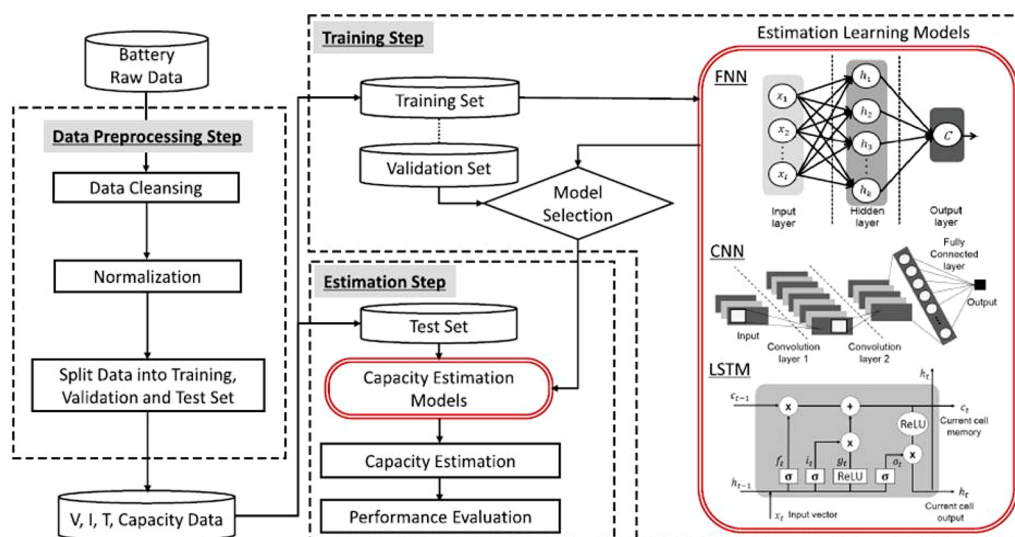 Battery
Raw Data
Data Preprocessing Step
Data Cleansing
Normalization
Split Data into Training,
Validation and Test Set
V, I, T, Capacity Data
Training Step
Training Set
Validation Set
Model
Selection
Estimation Step
Test Set
Capacity Estimation
Models
Capacity Estimation
Performance Evaluation
Estimation Learning Models
FNN
x₁
x₂
xᵢ
h₁
h₂
h₃
hₖ
C
Input
layer
Hidden
layer
Output
layer
CNN
Fully
Connected
layer
Input
Convolution
layer 1
Convolution
layer 2
Output
LSTM
hₜ
cₜ₋₁
x
+
cₜ
Current cell
memory
ReLU
x
x
fₜ
iₜ
gₜ
oₜ
σ
σ
ReLU
σ
hₜ₋₁
hₜ
Current cell
output
xₜ
Input vector